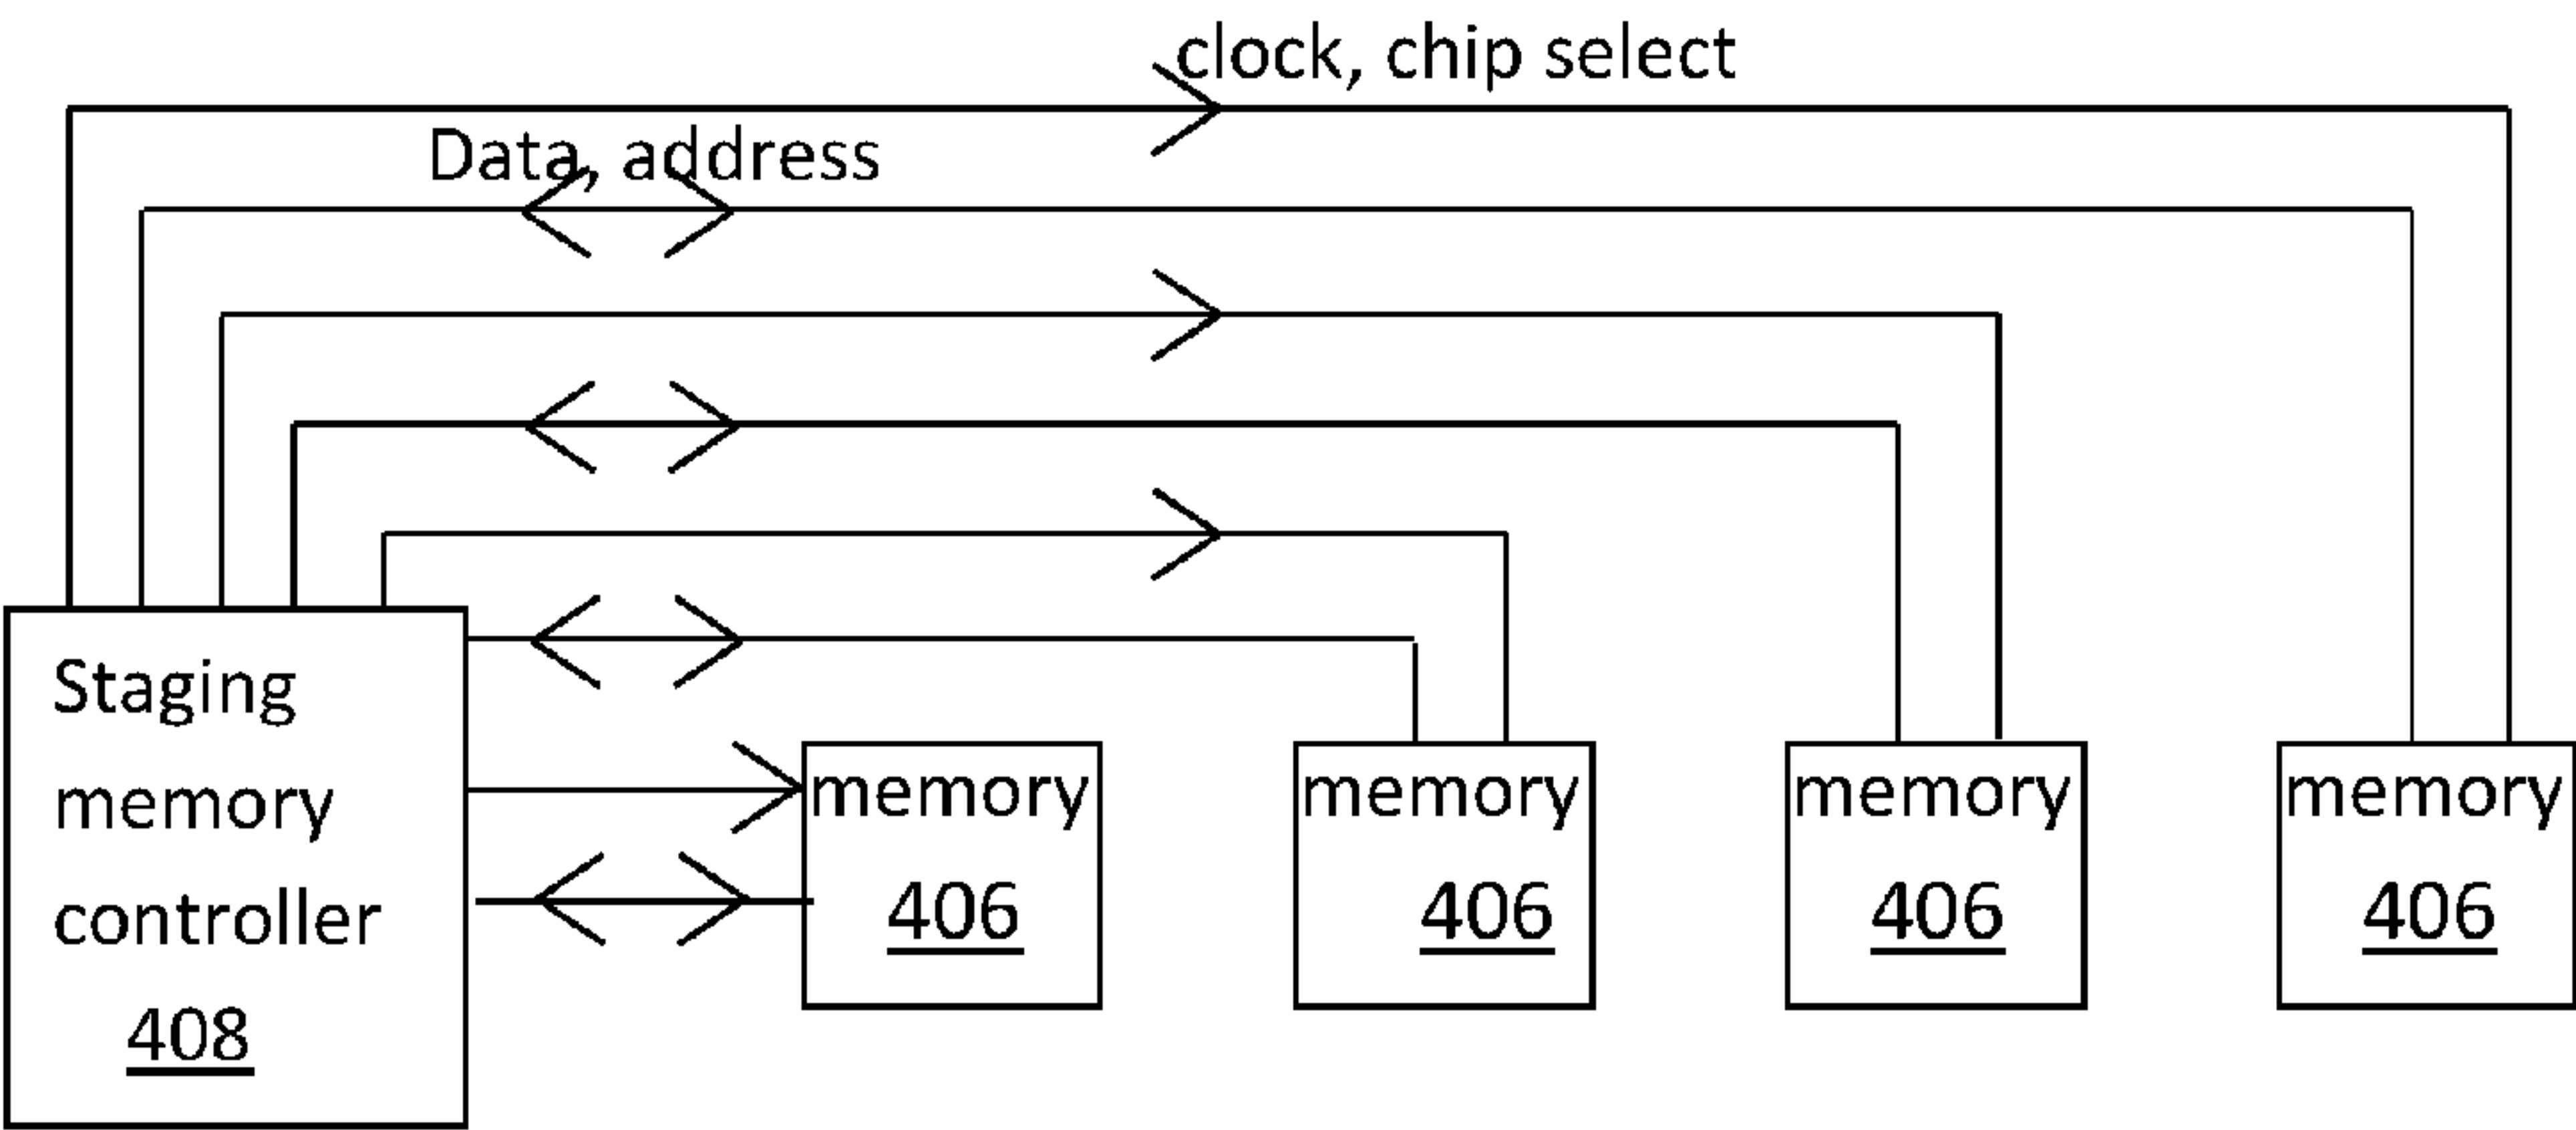 clock, chip select
Data, address
Staging
memory
controller
408
memory
406
memory
406
memory
406
memory
406